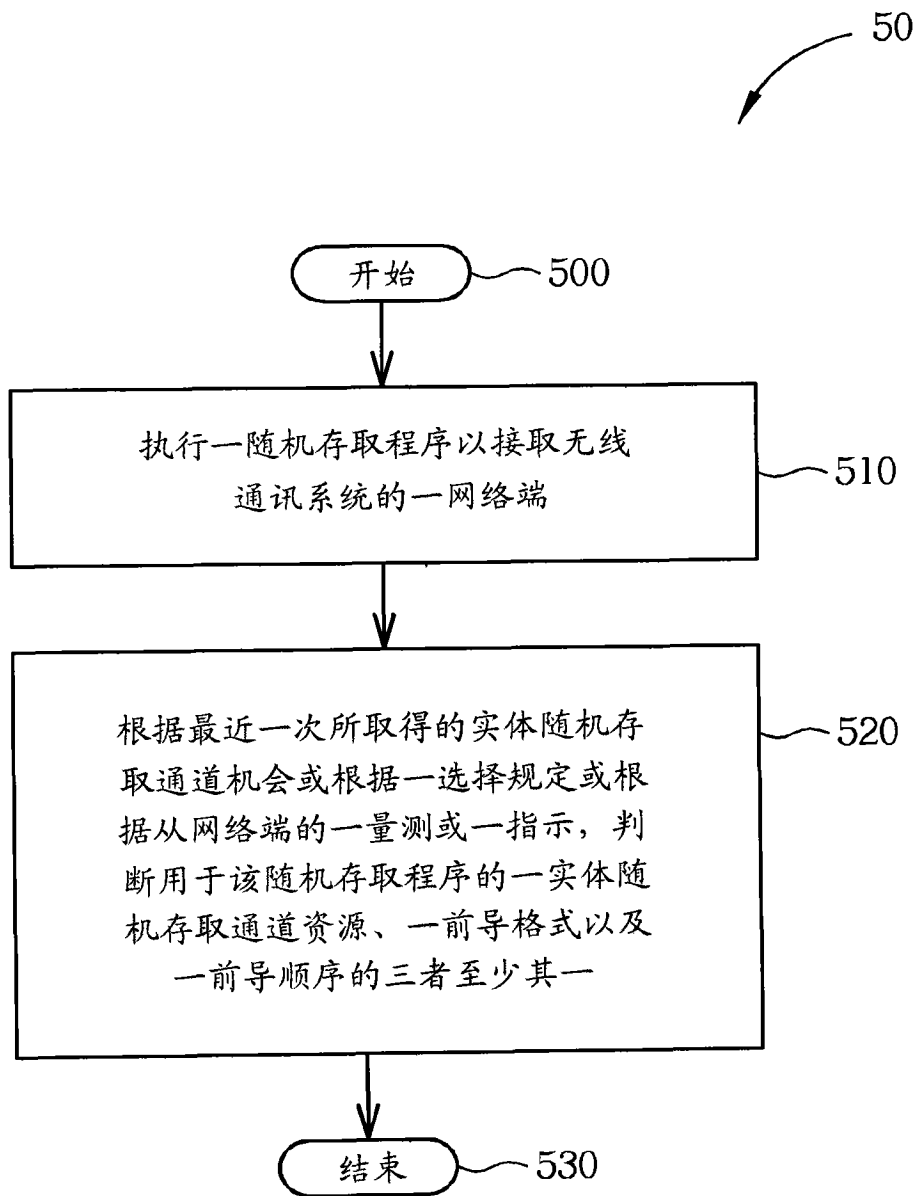 50
开始
500
执行一随机存取程序以接取无线
通讯系统的一网络端
510
根据最近一次所取得的实体随机存
取通道机会或根据一选择规定或根
据从网络端的一量测或一指示，判
断用于该随机存取程序的一实体随
机存取通道资源、一前导格式以及
一前导顺序的三者至少其一
520
结束
530